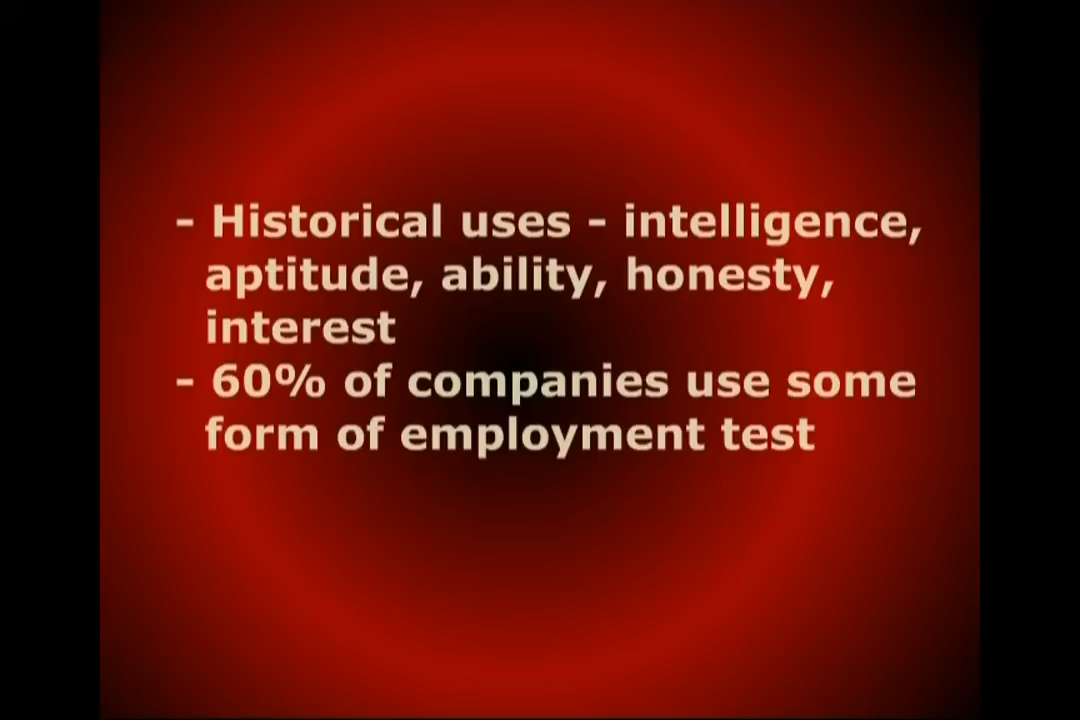 - Historical uses - intelligence,
aptitude, ability, honesty,
interest
- 60% of companies use some
form of employment test